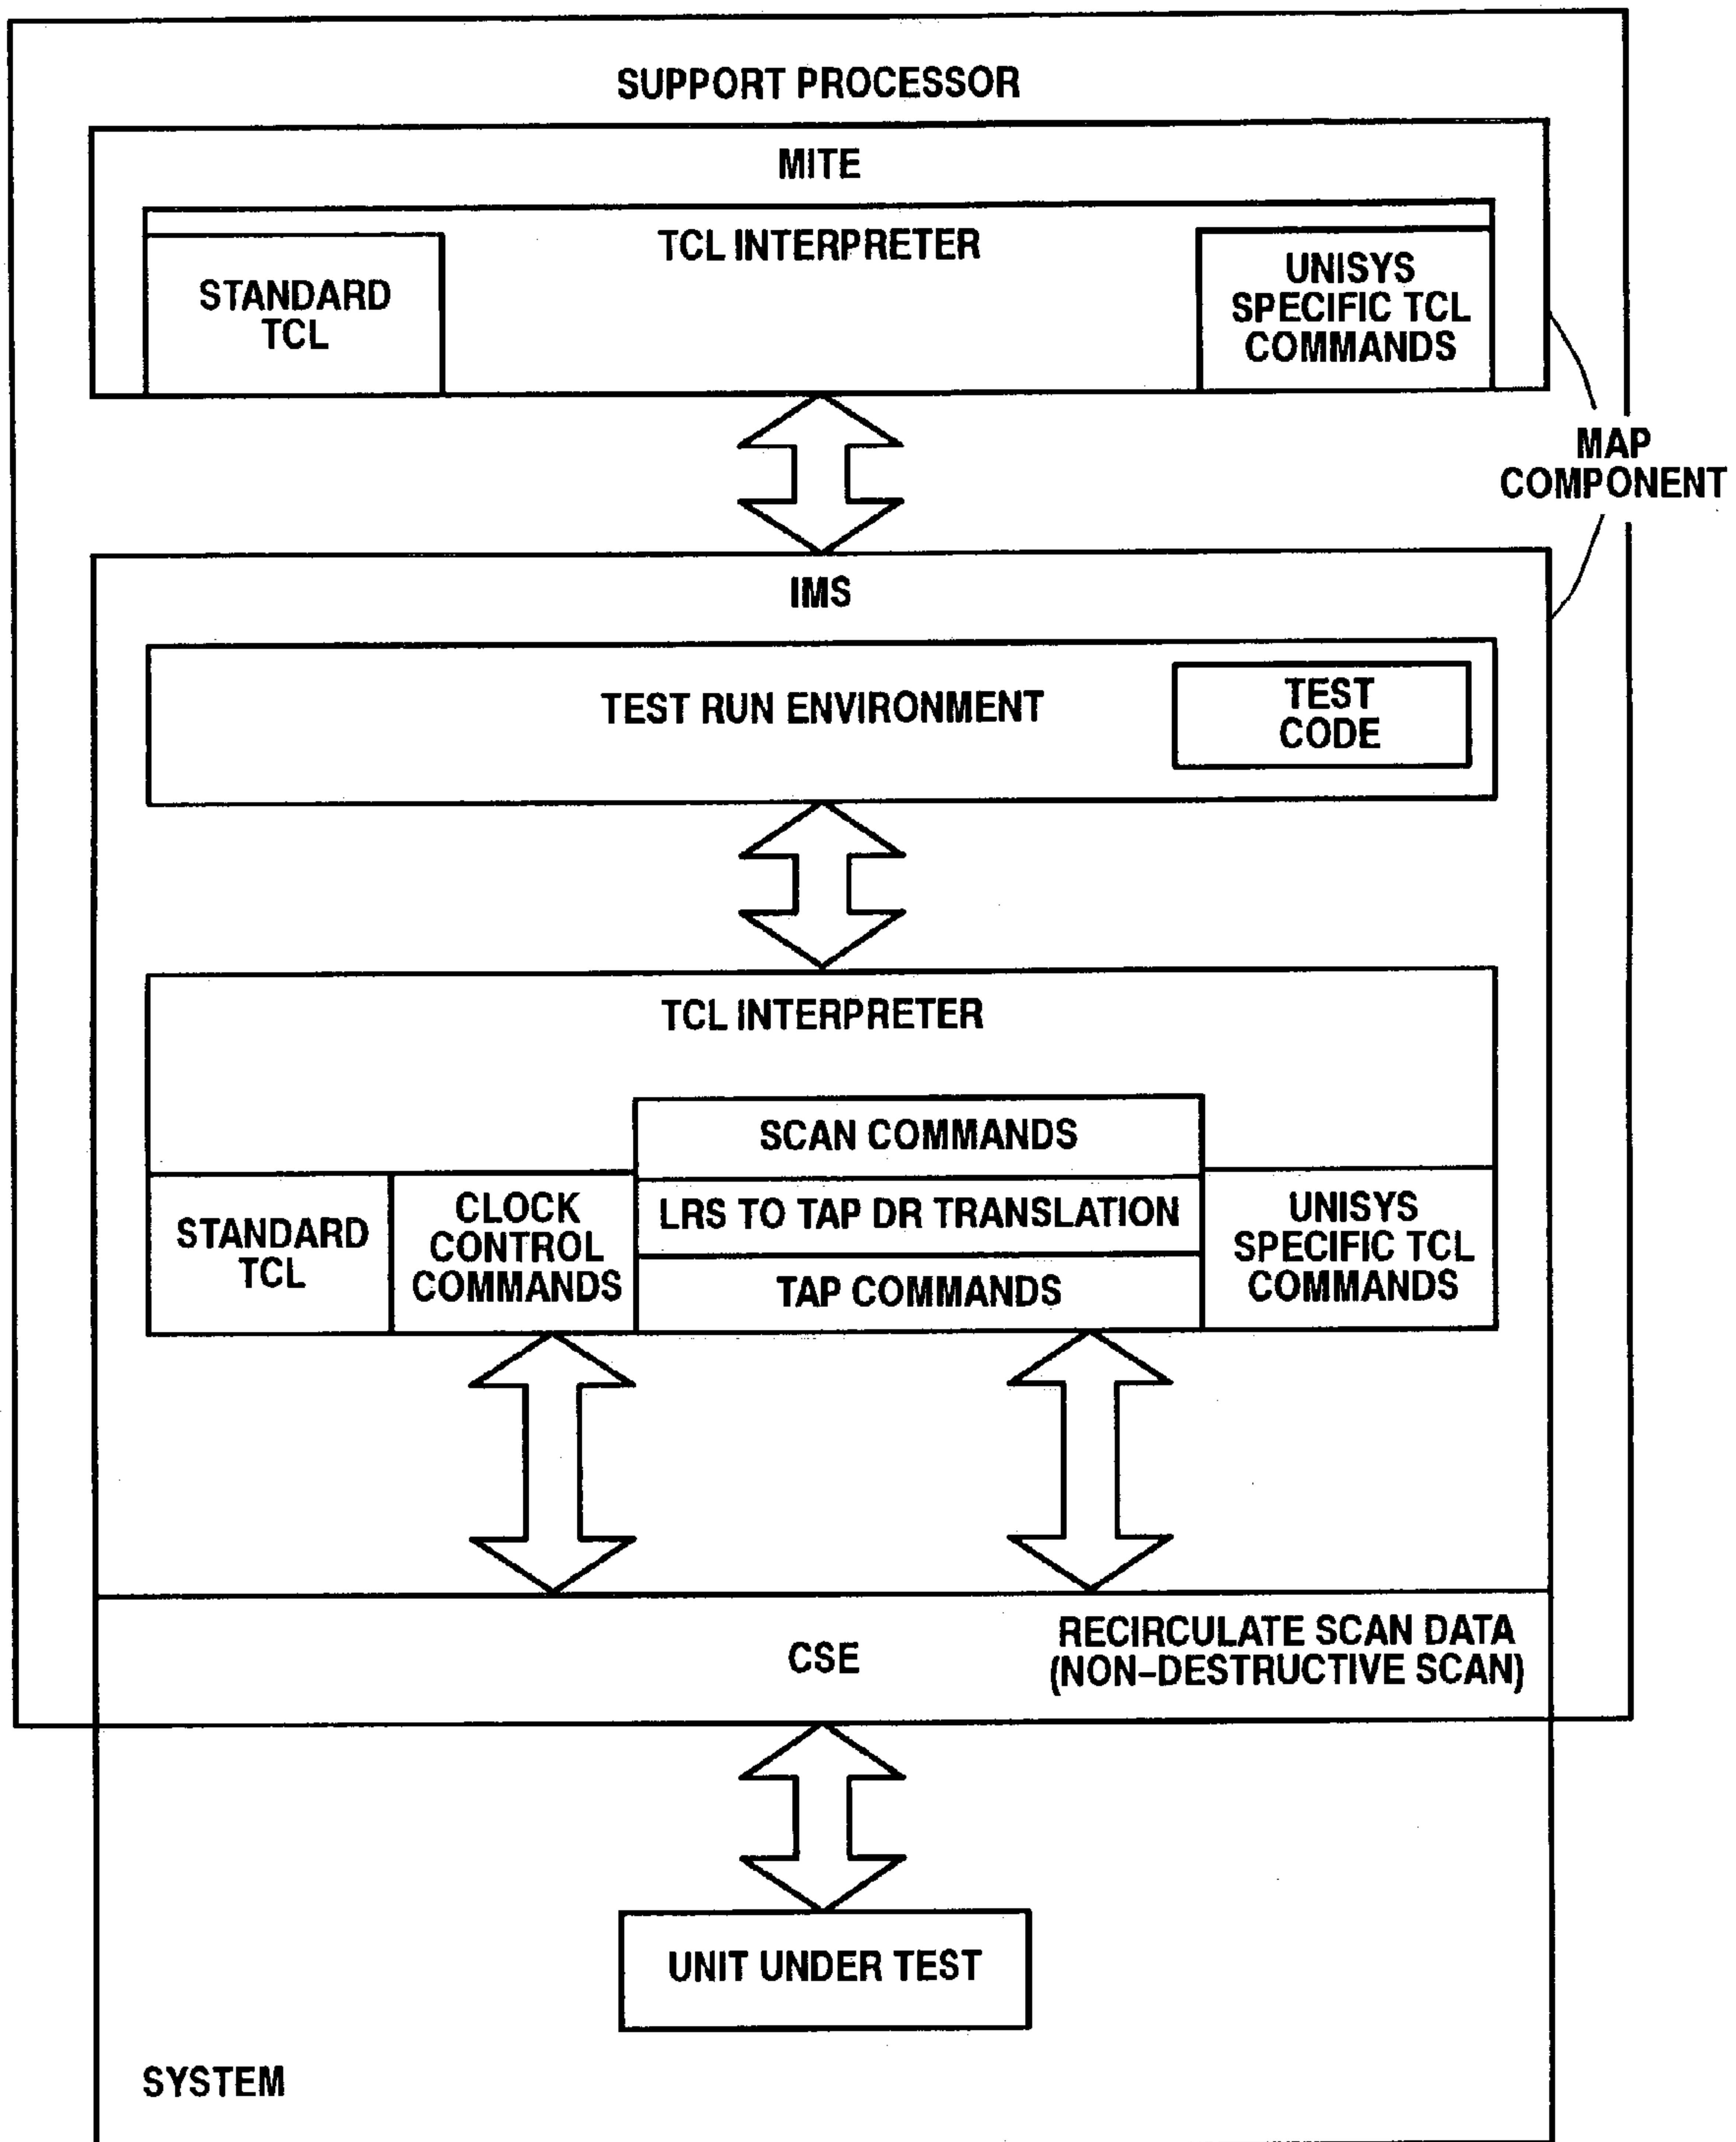 SUPPORT PROCESSOR
MITE
TCL INTERPRETER
STANDARD
TCL
UNISYS
SPECIFIC TCL
COMMANDS
MAP
COMPONENT
IMS
TEST RUN ENVIRONMENT
TEST
CODE
TCL INTERPRETER
SCAN COMMANDS
LRS TO TAP DR TRANSLATION
TAP COMMANDS
STANDARD
TCL
CLOCK
CONTROL
COMMANDS
UNISYS
SPECIFIC TCL
COMMANDS
CSE
RECIRCULATE SCAN DATA
(NON-DESTRUCTIVE SCAN)
UNIT UNDER TEST
SYSTEM